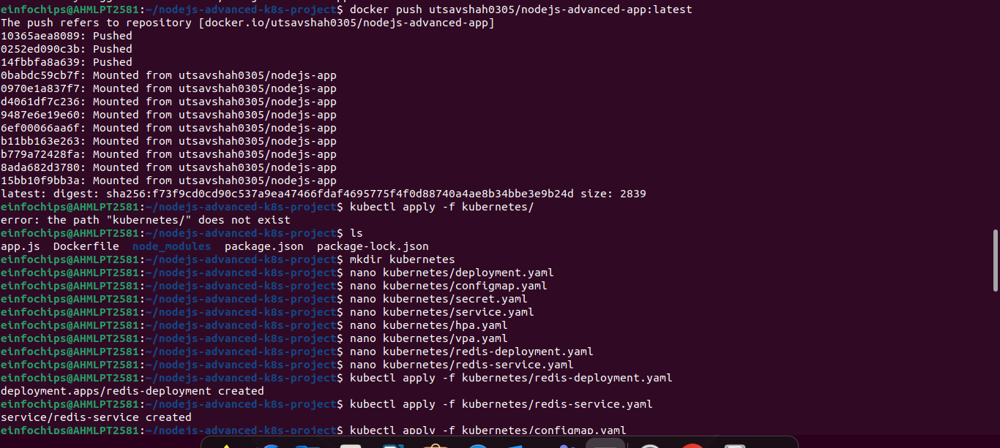 einfochips@AHMLPT2581:~/nodejs-advanced-k8s-project$ docker push utsavshah0305/nodejs-advanced-app:latest
The push refers to repository [docker.io/utsavshah0305/nodejs-advanced-app]
10365aea8089: Pushed
0252ed090c3b: Pushed
14fbbfa8a639: Pushed
0babdc59cb7f: Mounted from utsavshah0305/nodejs-app
0970e1a837f7: Mounted from utsavshah0305/nodejs-app
d4061df7c236: Mounted from utsavshah0305/nodejs-app
9487e6e19e60: Mounted from utsavshah0305/nodejs-app
6ef00066aa6f: Mounted from utsavshah0305/nodejs-app
b11bb163e263: Mounted from utsavshah0305/nodejs-app
b779a72428fa: Mounted from utsavshah0305/nodejs-app
8ada682d3780: Mounted from utsavshah0305/nodejs-app
15bb10f9bb3a: Mounted from utsavshah0305/nodejs-app
latest: digest: sha256:f73f9cd0cd90c537a9ea47466fdaf4695775f4f0d88740a4ae8b34bbe3e9b24d size: 2839
einfochips@AHMLPT2581:~/nodejs-advanced-k8s-project$ kubectl apply -f kubernetes/
error: the path "kubernetes/" does not exist
einfochips@AHMLPT2581:~/nodejs-advanced-k8s-project$ ls
app.js  Dockerfile  node_modules  package.json  package-lock.json
einfochips@AHMLPT2581:~/nodejs-advanced-k8s-project$ mkdir kubernetes
einfochips@AHMLPT2581:~/nodejs-advanced-k8s-project$ nano kubernetes/deployment.yaml
einfochips@AHMLPT2581:~/nodejs-advanced-k8s-project$ nano kubernetes/configmap.yaml
einfochips@AHMLPT2581:~/nodejs-advanced-k8s-project$ nano kubernetes/secret.yaml
einfochips@AHMLPT2581:~/nodejs-advanced-k8s-project$ nano kubernetes/service.yaml
einfochips@AHMLPT2581:~/nodejs-advanced-k8s-project$ nano kubernetes/hpa.yaml
einfochips@AHMLPT2581:~/nodejs-advanced-k8s-project$ nano kubernetes/vpa.yaml
einfochips@AHMLPT2581:~/nodejs-advanced-k8s-project$ nano kubernetes/redis-deployment.yaml
einfochips@AHMLPT2581:~/nodejs-advanced-k8s-project$ nano kubernetes/redis-service.yaml
einfochips@AHMLPT2581:~/nodejs-advanced-k8s-project$ kubectl apply -f kubernetes/redis-deployment.yaml
deployment.apps/redis-deployment created
einfochips@AHMLPT2581:~/nodejs-advanced-k8s-project$ kubectl apply -f kubernetes/redis-service.yaml
service/redis-service created
einfochips@AHMLPT2581:~/nodejs-advanced-k8s-project$ kubectl apply -f kubernetes/configmap.yaml